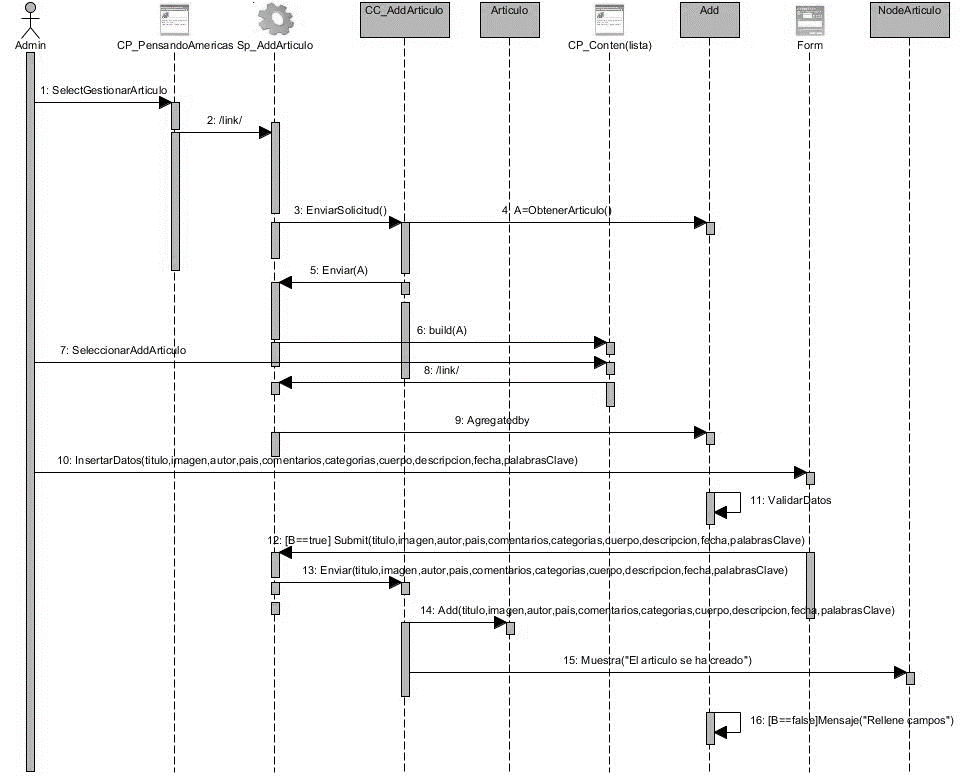 CC_AddArticulo
Articulo
Add
NodeArticulo
Admin
CP_PensandoAmericas
Sp_AddArticulo
CP_Conten(lista)
Form
1: SelectGestionarArticulo
2: /link/
3: EnviarSolicitud()
4: A=ObtenerArticulo()
5: Enviar(A)
6: build(A)
7: SeleccionarAddArticulo
8: /link/
9: Agregatedby
10: InsertarDatos(titulo,imagen,autor,pais,comentarios,categorias,cuerpo,descripcion,fecha,palabrasClave)
11: ValidarDatos
12: [B==true] Submit(titulo,imagen,autor,pais,comentarios,categorias,cuerpo,descripcion,fecha,palabrasClave)
13: Enviar(titulo,imagen,autor,pais,comentarios,categorias,cuerpo,descripcion,fecha,palabrasClave)
14: Add(titulo,imagen,autor,pais,comentarios,categorias,cuerpo,descripcion,fecha,palabrasClave)
15: Muestra("El articulo se ha creado")
16: [B==false]Mensaje("Rellene campos")